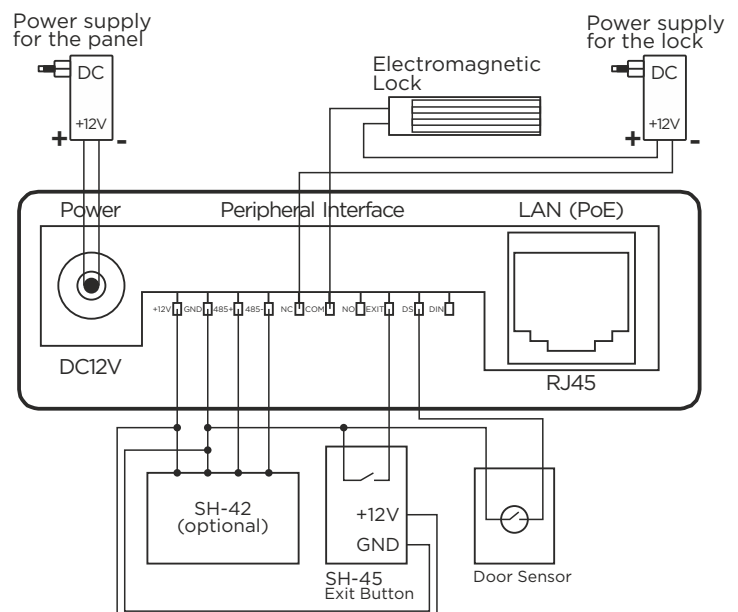 Power supply
for the panel
Power supply
for the lock
Electromagnetic
Lock
DC
DC
+12V
+12V
+ -
+ -
Power Peripheral Interface LAN (PoE)
+12V GND 485+ 485- NC COM NO EXIT DS DIN
DC12V
RJ45
SH-42
(optional)
+12V
GND
SH-45
Exit Button
Door Sensor